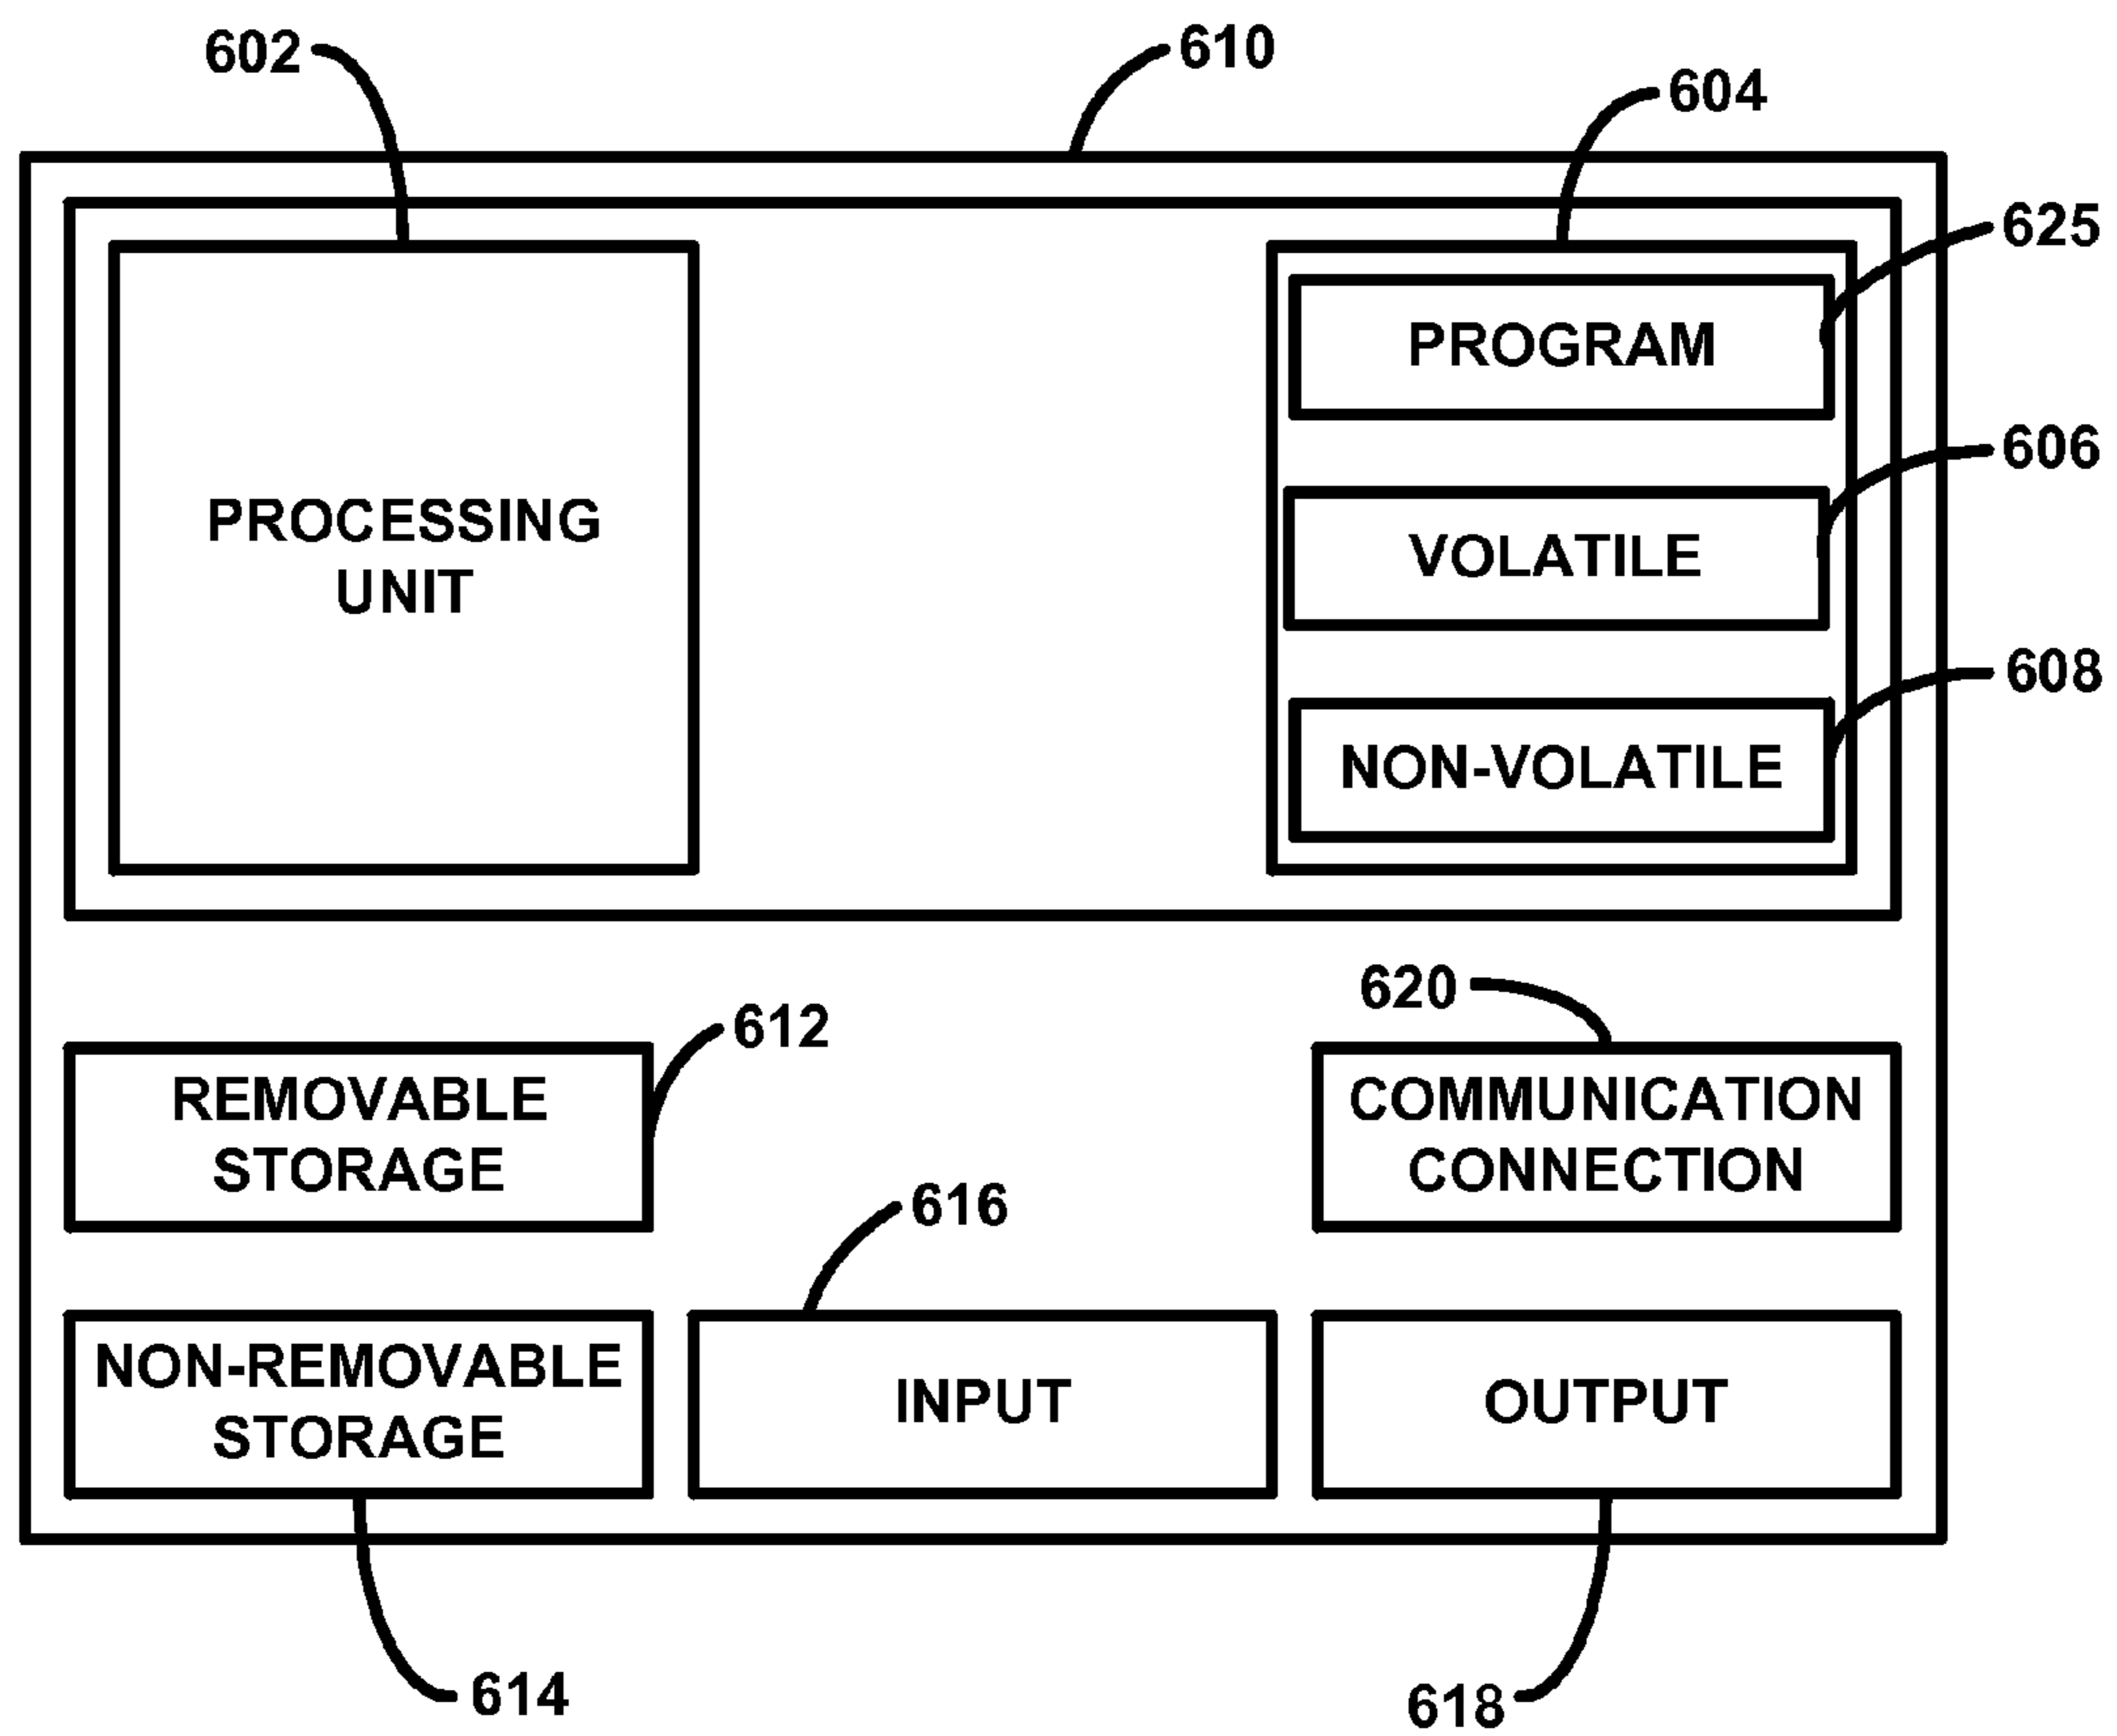 602
610
604
625
PROGRAM
606
PROCESSING
UNIT
VOLATILE
608
NON-VOLATILE
620
612
REMOVABLE
STORAGE
COMMUNICATION
CONNECTION
616
NON-REMOVABLE
STORAGE
INPUT
OUTPUT
614
618